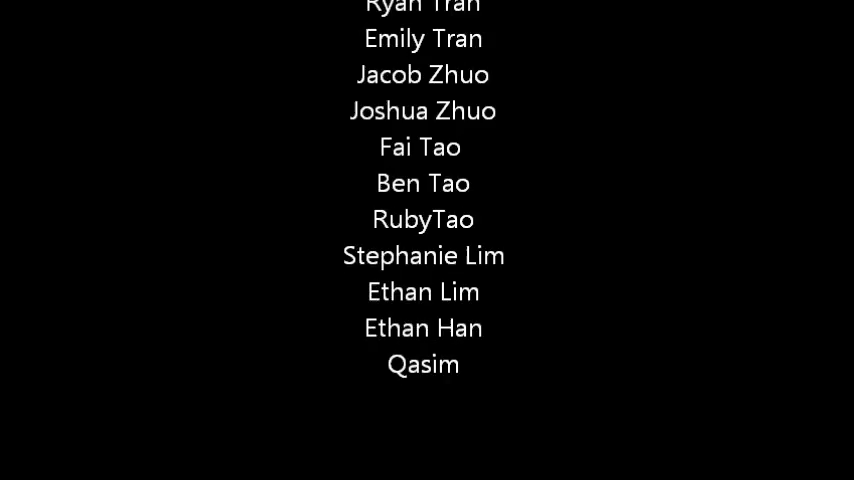 Ryan Tran
Emily Tran
Jacob Zhuo
Joshua Zhuo
Fai Tao
Ben Tao
RubyTao
Stephanie Lim
Ethan Lim
Ethan Han
Qasim